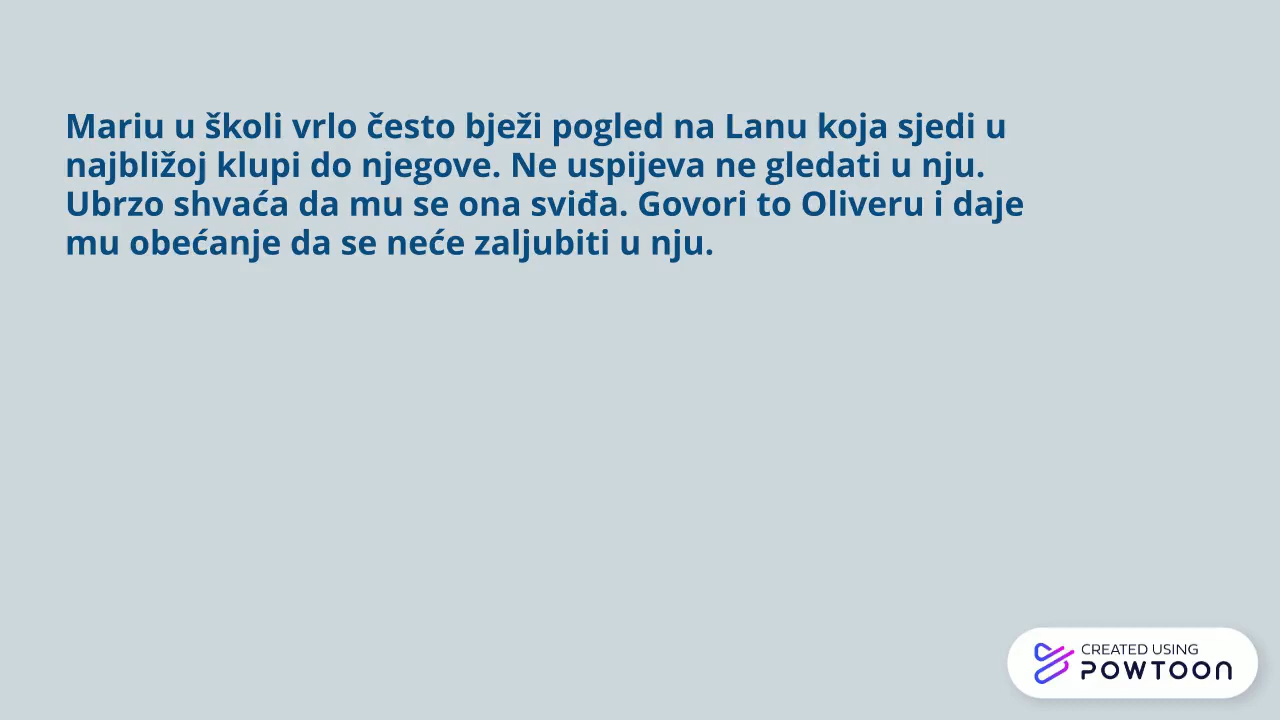 Mariu u školi vrlo često bježi pogled na Lanu koja sjedi u
najbližoj klupi do njegove. Ne uspijeva ne gledati u nju.
Ubrzo shvaća da mu se ona sviđa. Govori to Oliveru i daje
mu obećanje da se neće zaljubiti u nju.
CREATED USING
POWTOON